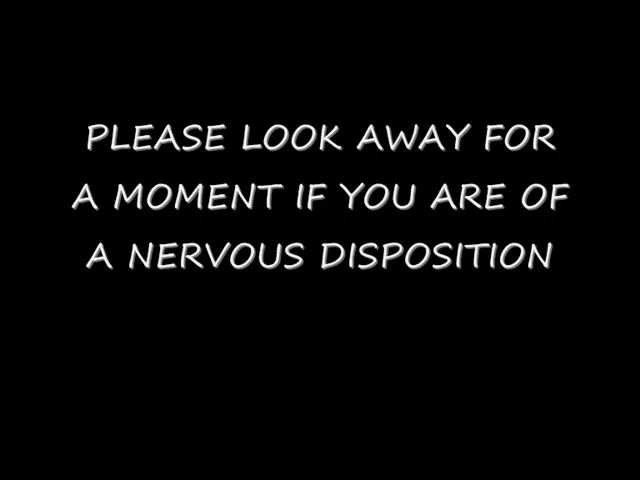 PLEASE LOOK AWAY FOR
A MOMENT IF YOU ARE OF
A NERVOUS DISPOSITION